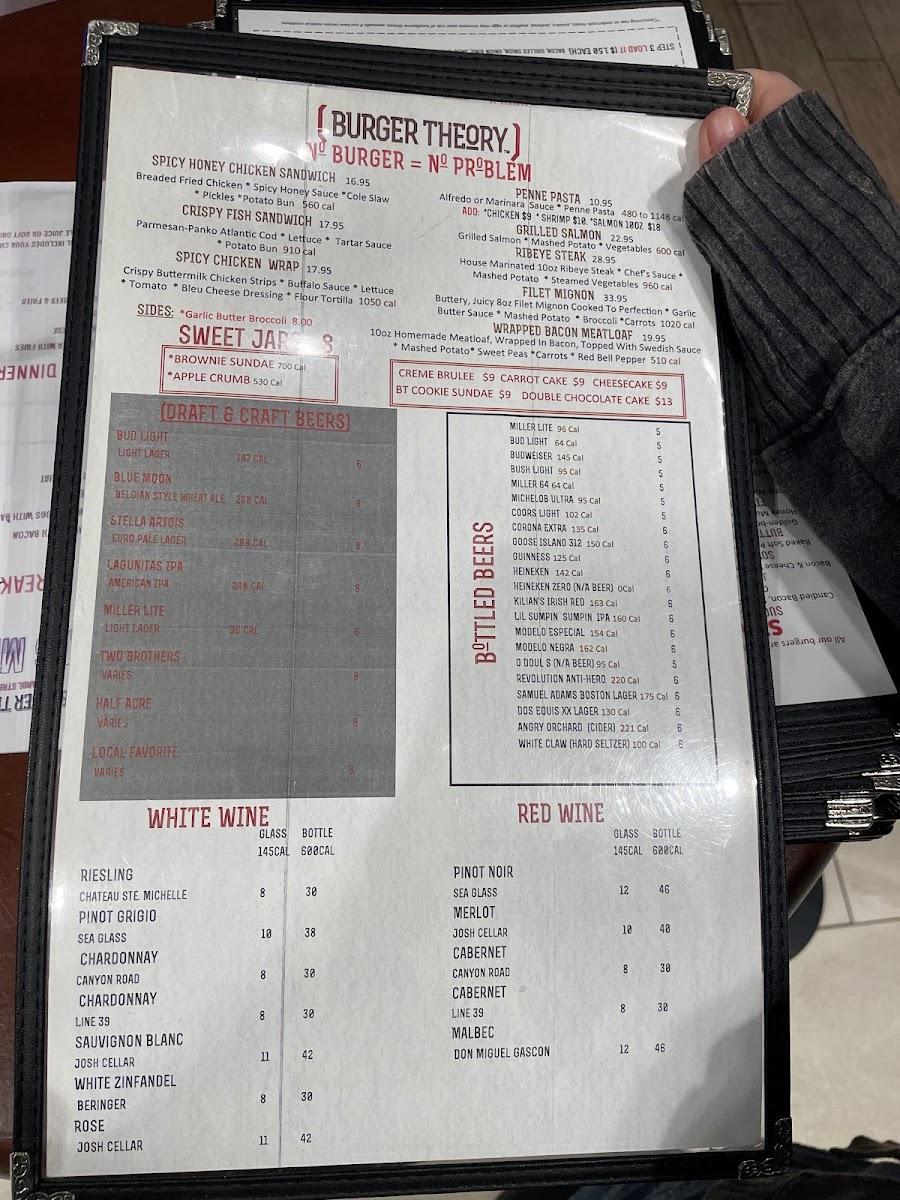 STEP 3 LOAD IT ($ 1.50 EACH)
[BURGER THEORY]
Nº BURGER = Nº PROBLEM
SPICY HONEY CHICKEN SANDWICH 16.95
Breaded Fried Chicken * Spicy Honey Sauce *Cole Slaw
* Pickles *Potato Bun 560 cal
CRISPY FISH SANDWICH 17.95
Parmesan-Panko Atlantic Cod * Lettuce * Tartar Sauce
* Potato Bun 910 cal
SPICY CHICKEN WRAP 17.95
Crispy Buttermilk Chicken Strips * Buffalo Sauce * Lettuce
* Tomato * Bleu Cheese Dressing * Flour Tortilla 1050 cal
SIDES: *Garlic Butter Broccoli 8.00
PENNE PASTA 10.95
Alfredo or Marinara Sauce * Penne Pasta 480 to 1148 cal
ADD: *CHICKEN $9 * SHRIMP $10. *SALMON 10OZ $18
GRILLED SALMON 22.95
Grilled Salmon * Mashed Potato * Vegetables 600 cal
RIBEYE STEAK 28.95
House Marinated 10oz Ribeye Steak * Chef's Sauce *
Mashed Potato * Steamed Vegetables 960 cal
FILET MIGNON 33.95
Buttery, Juicy 8oz Filet Mignon Cooked To Perfection * Garlic
Butter Sauce * Mashed Potato * Broccoli *Carrots 1020 cal
WRAPPED BACON MEATLOAF 19.95
10oz Homemade Meatloaf, Wrapped In Bacon, Topped With Swedish Sauce
* Mashed Potato* Sweet Peas *Carrots * Red Bell Pepper 510 cal
SWEET JARS 8
*BROWNIE SUNDAE 700 Cal
*APPLE CRUMB 530 Cal
CREME BRULEE $9 CARROT CAKE $9 CHEESECAKE $9
BT COOKIE SUNDAE $9 DOUBLE CHOCOLATE CAKE $13
(DRAFT & CRAFT BEERS)
BUD LIGHT
LIGHT LAGER 147 CAL 6
BLUE MOON
BELGIAN STYLE WHEAT ALE 228 CAL 8
STELLA ARTOIS
EURO PALE LAGER 288 CAL 8
LAGUNITAS IPA
AMERICAN IPA 248 CAL 8
MILLER LITE
LIGHT LAGER 96 CAL 6
TWO BROTHERS
VARIES 8
HALF ACRE
VARIES 8
LOCAL FAVORITE
VARIES 8
BOTTLED BEERS
MILLER LITE 96 Cal 5
BUD LIGHT 64 Cal 5
BUDWEISER 145 Cal 5
BUSH LIGHT 95 Cal 5
MILLER 64 64 Cal 5
MICHELOB ULTRA 95 Cal 5
COORS LIGHT 102 Cal 5
CORONA EXTRA 135 Cal 6
GOOSE ISLAND 312 150 Cal 6
GUINNESS 125 Cal 6
HEINEKEN 142 Cal 6
HEINEKEN ZERO (N/A BEER) 0Cal 6
KILIAN'S IRISH RED 163 Cal 6
LIL SUMPIN SUMPIN IPA 160 Cal 6
MODELO ESPECIAL 154 Cal 6
MODELO NEGRA 162 Cal 6
O DOUL S (N/A BEER) 95 Cal 5
REVOLUTION ANTI-HERO 220 Cal 6
SAMUEL ADAMS BOSTON LAGER 175 Cal 6
DOS EQUIS XX LAGER 130 Cal 6
ANGRY ORCHARD (CIDER) 221 Cal 6
WHITE CLAW (HARD SELTZER) 100 Cal 6
WHITE WINE
GLASS BOTTLE
145CAL 600CAL
RIESLING
CHATEAU STE. MICHELLE 8 30
PINOT GRIGIO
SEA GLASS 10 38
CHARDONNAY
CANYON ROAD 8 30
CHARDONNAY
LINE 39 8 30
SAUVIGNON BLANC
JOSH CELLAR 11 42
WHITE ZINFANDEL
BERINGER 8 30
ROSE
JOSH CELLAR 11 42
RED WINE
GLASS BOTTLE
145CAL 600CAL
PINOT NOIR
SEA GLASS 12 46
MERLOT
JOSH CELLAR 10 40
CABERNET
CANYON ROAD 8 30
CABERNET
LINE 39 8 30
MALBEC
DON MIGUEL GASCON 12 46
DINNER
All our burgers